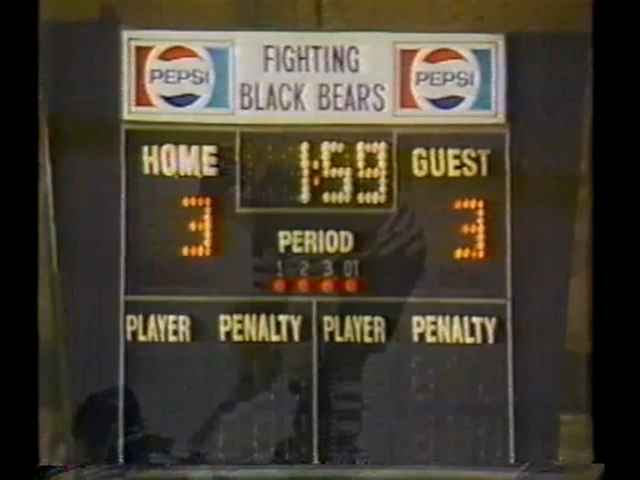 PEPSI FIGHTING PEPSI
BLACK BEARS
HOME 1:59 GUEST
3 3
PERIOD
1 2 3 OT
PLAYER PENALTY PLAYER PENALTY